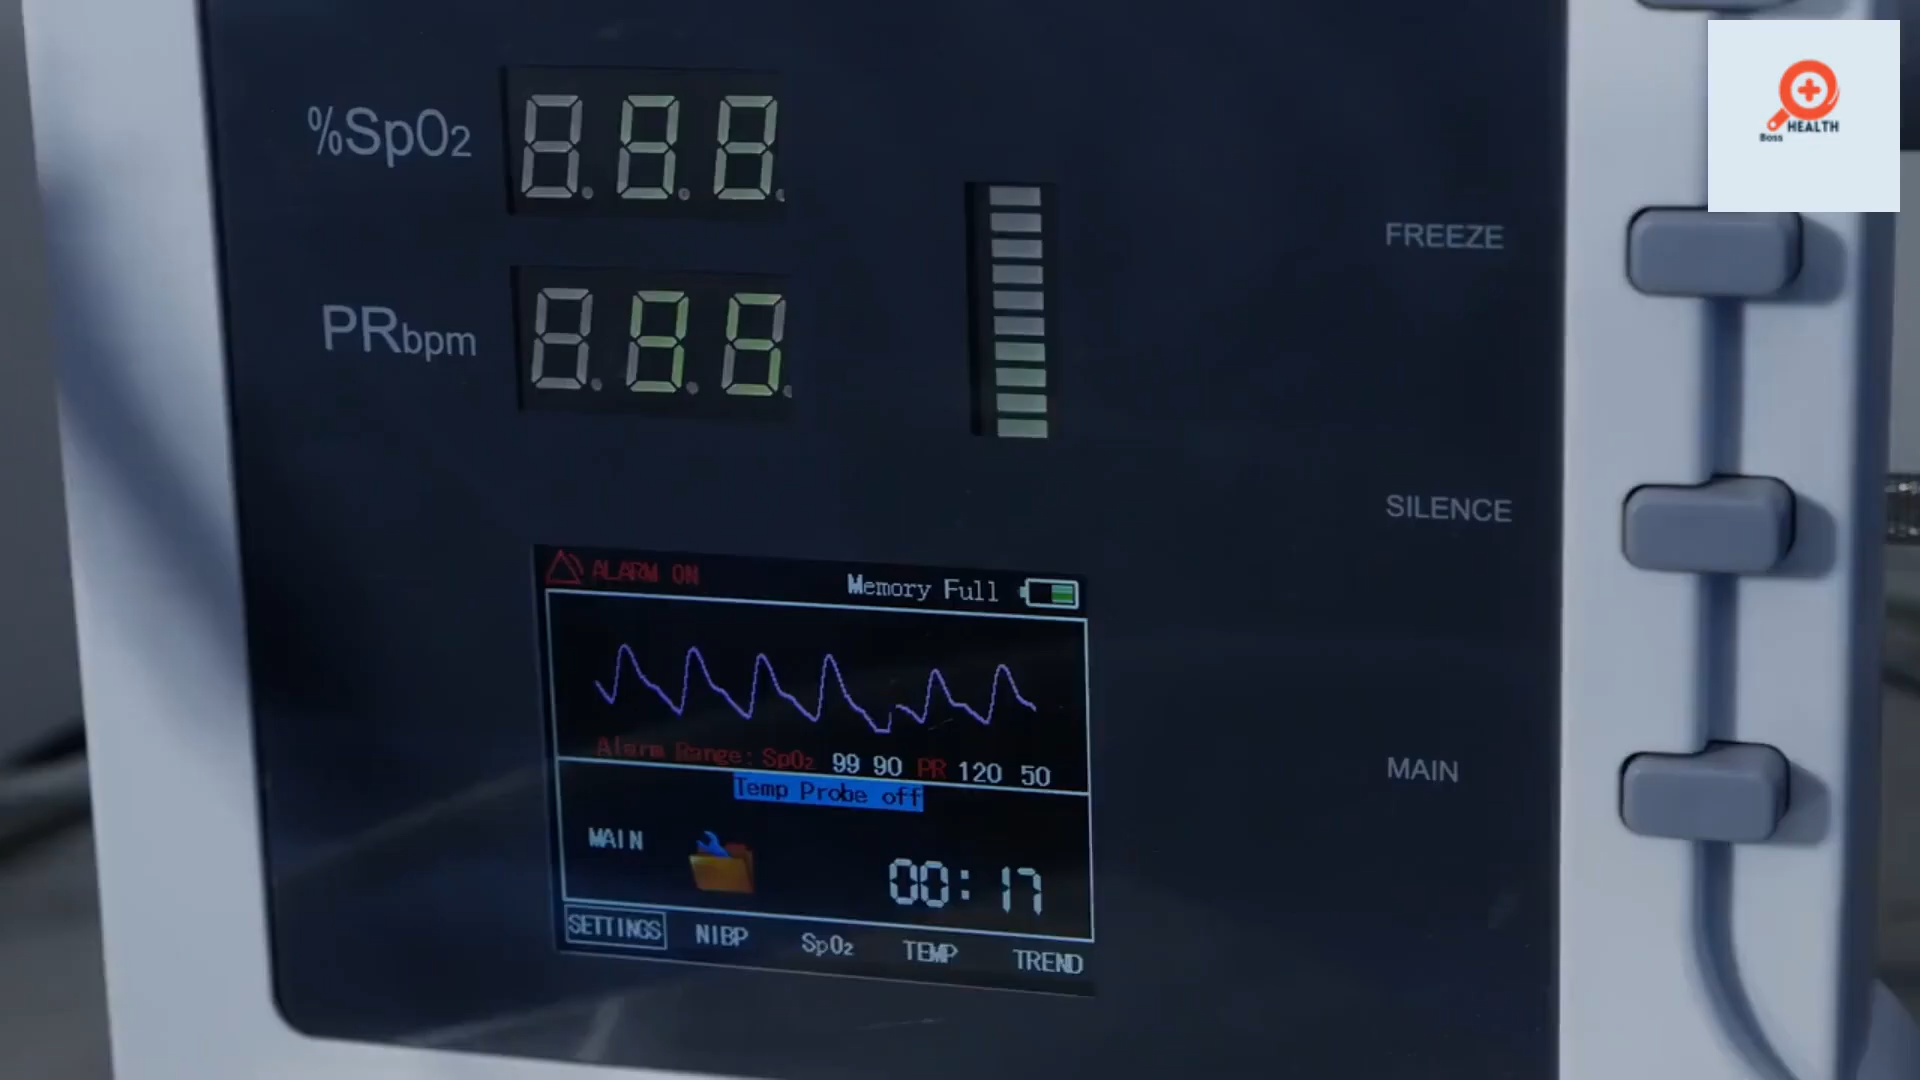 %SpO₂
PRbpm
FREEZE
SILENCE
MAIN
Boss HEALTH
ALARM ON
Memory Full
Alarm Range: SpO₂ 99 90 PR 120 50
Temp Probe off
MAIN
00:17
SETTINGS NIBP SpO₂ TEMP TREND